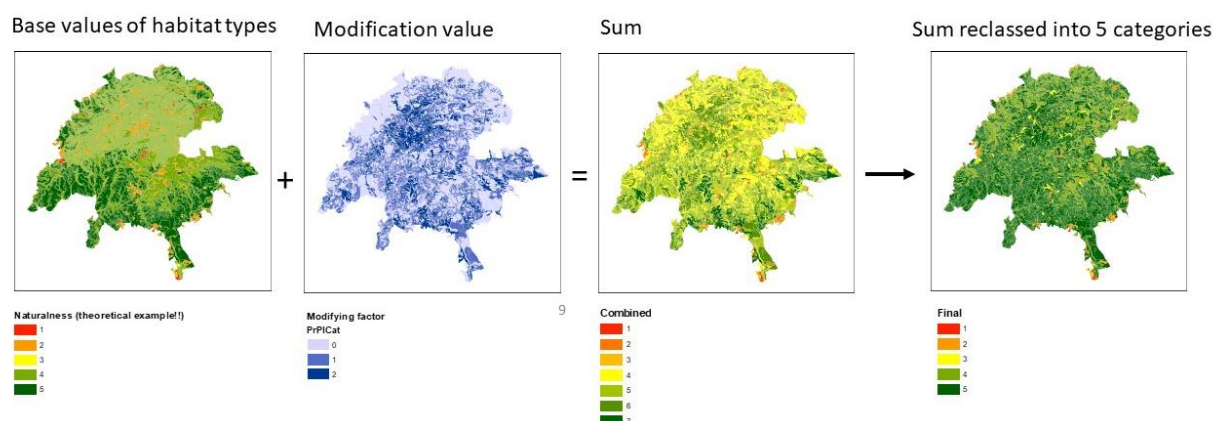 Base values of habitat types
Modification value
Sum
Sum reclassed into 5 categories
+
=
Naturalness (theoretical example!!)
1
2
3
4
5
Modifying factor
PrPlCat
0
1
2
9
Combined
1
2
3
4
5
6
7
Final
1
2
3
4
5